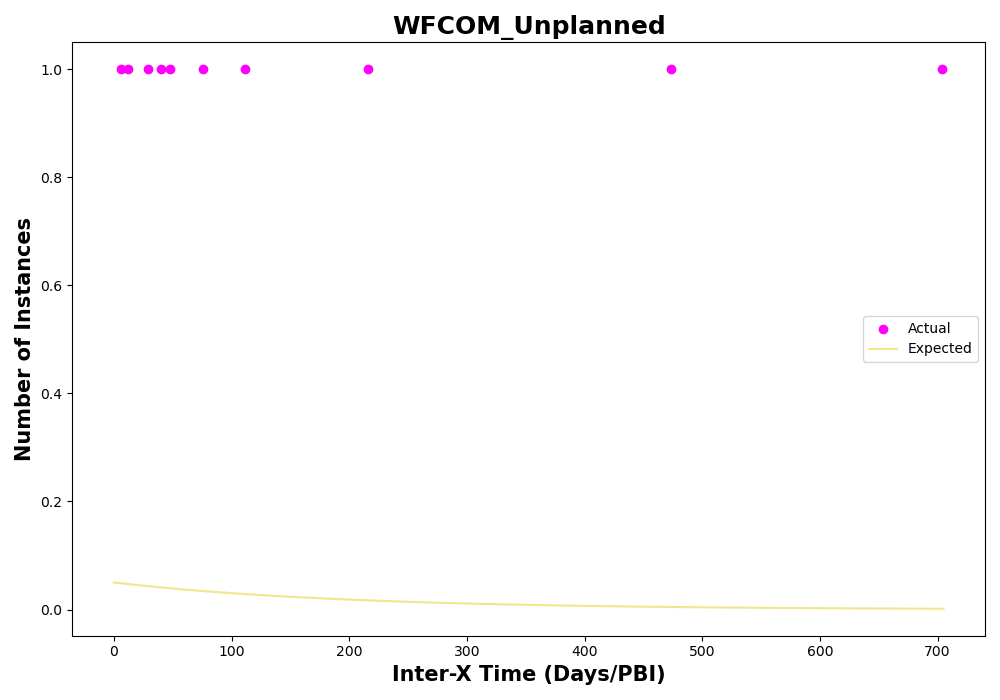 WFCOM_Unplanned
Number of Instances
1.0
0.8
0.6
0.4
0.2
0.0
Actual
Expected
0 100 200 300 400 500 600 700
Inter-X Time (Days/PBI)